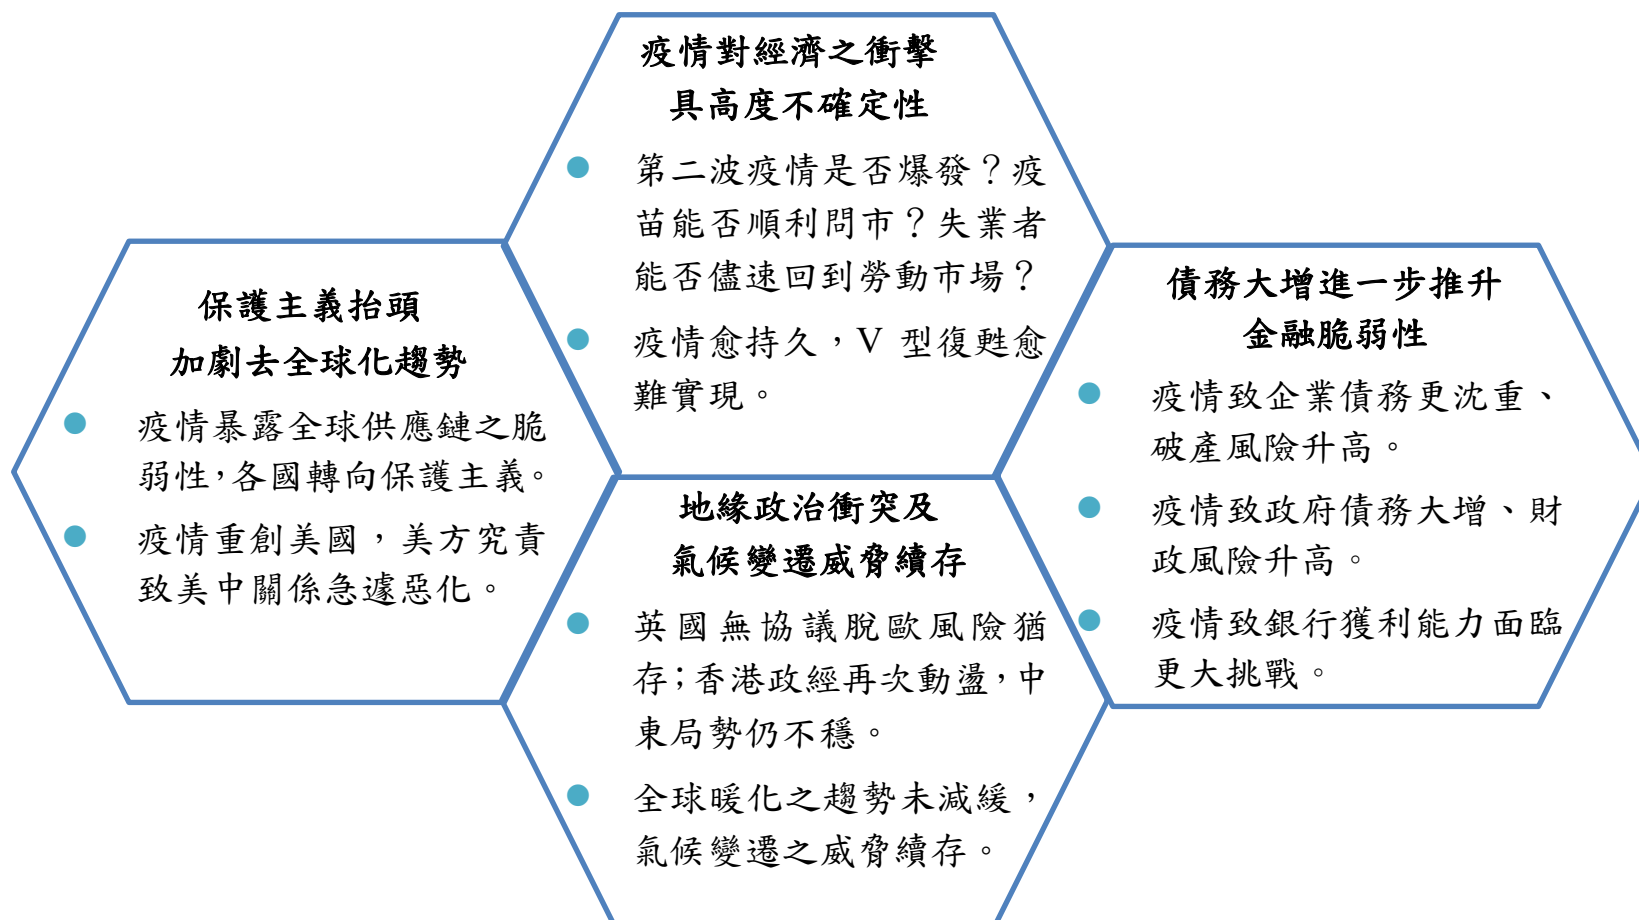 疫情對經濟之衝擊
具高度不確定性
● 第二波疫情是否爆發？疫
苗能否順利問市？失業者
能否儘速回到勞動市場？
● 疫情愈持久，V 型復甦愈
難實現。
保護主義抬頭
加劇去全球化趨勢
● 疫情暴露全球供應鏈之脆
弱性，各國轉向保護主義。
● 疫情重創美國，美方究責
致美中關係急遽惡化。
債務大增進一步推升
金融脆弱性
● 疫情致企業債務更沈重、
破產風險升高。
● 疫情致政府債務大增、財
政風險升高。
● 疫情致銀行獲利能力面臨
更大挑戰。
地緣政治衝突及
氣候變遷威脅續存
● 英國無協議脫歐風險猶
存；香港政經再次動盪，中
東局勢仍不穩。
● 全球暖化之趨勢未減緩，
氣候變遷之威脅續存。